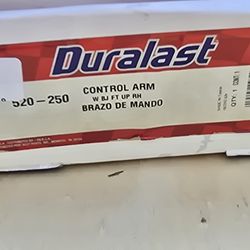 Duralast
520-250
CONTROL ARM
W BJ FT UP RH
BRAZO DE MANDO
QTY: 1